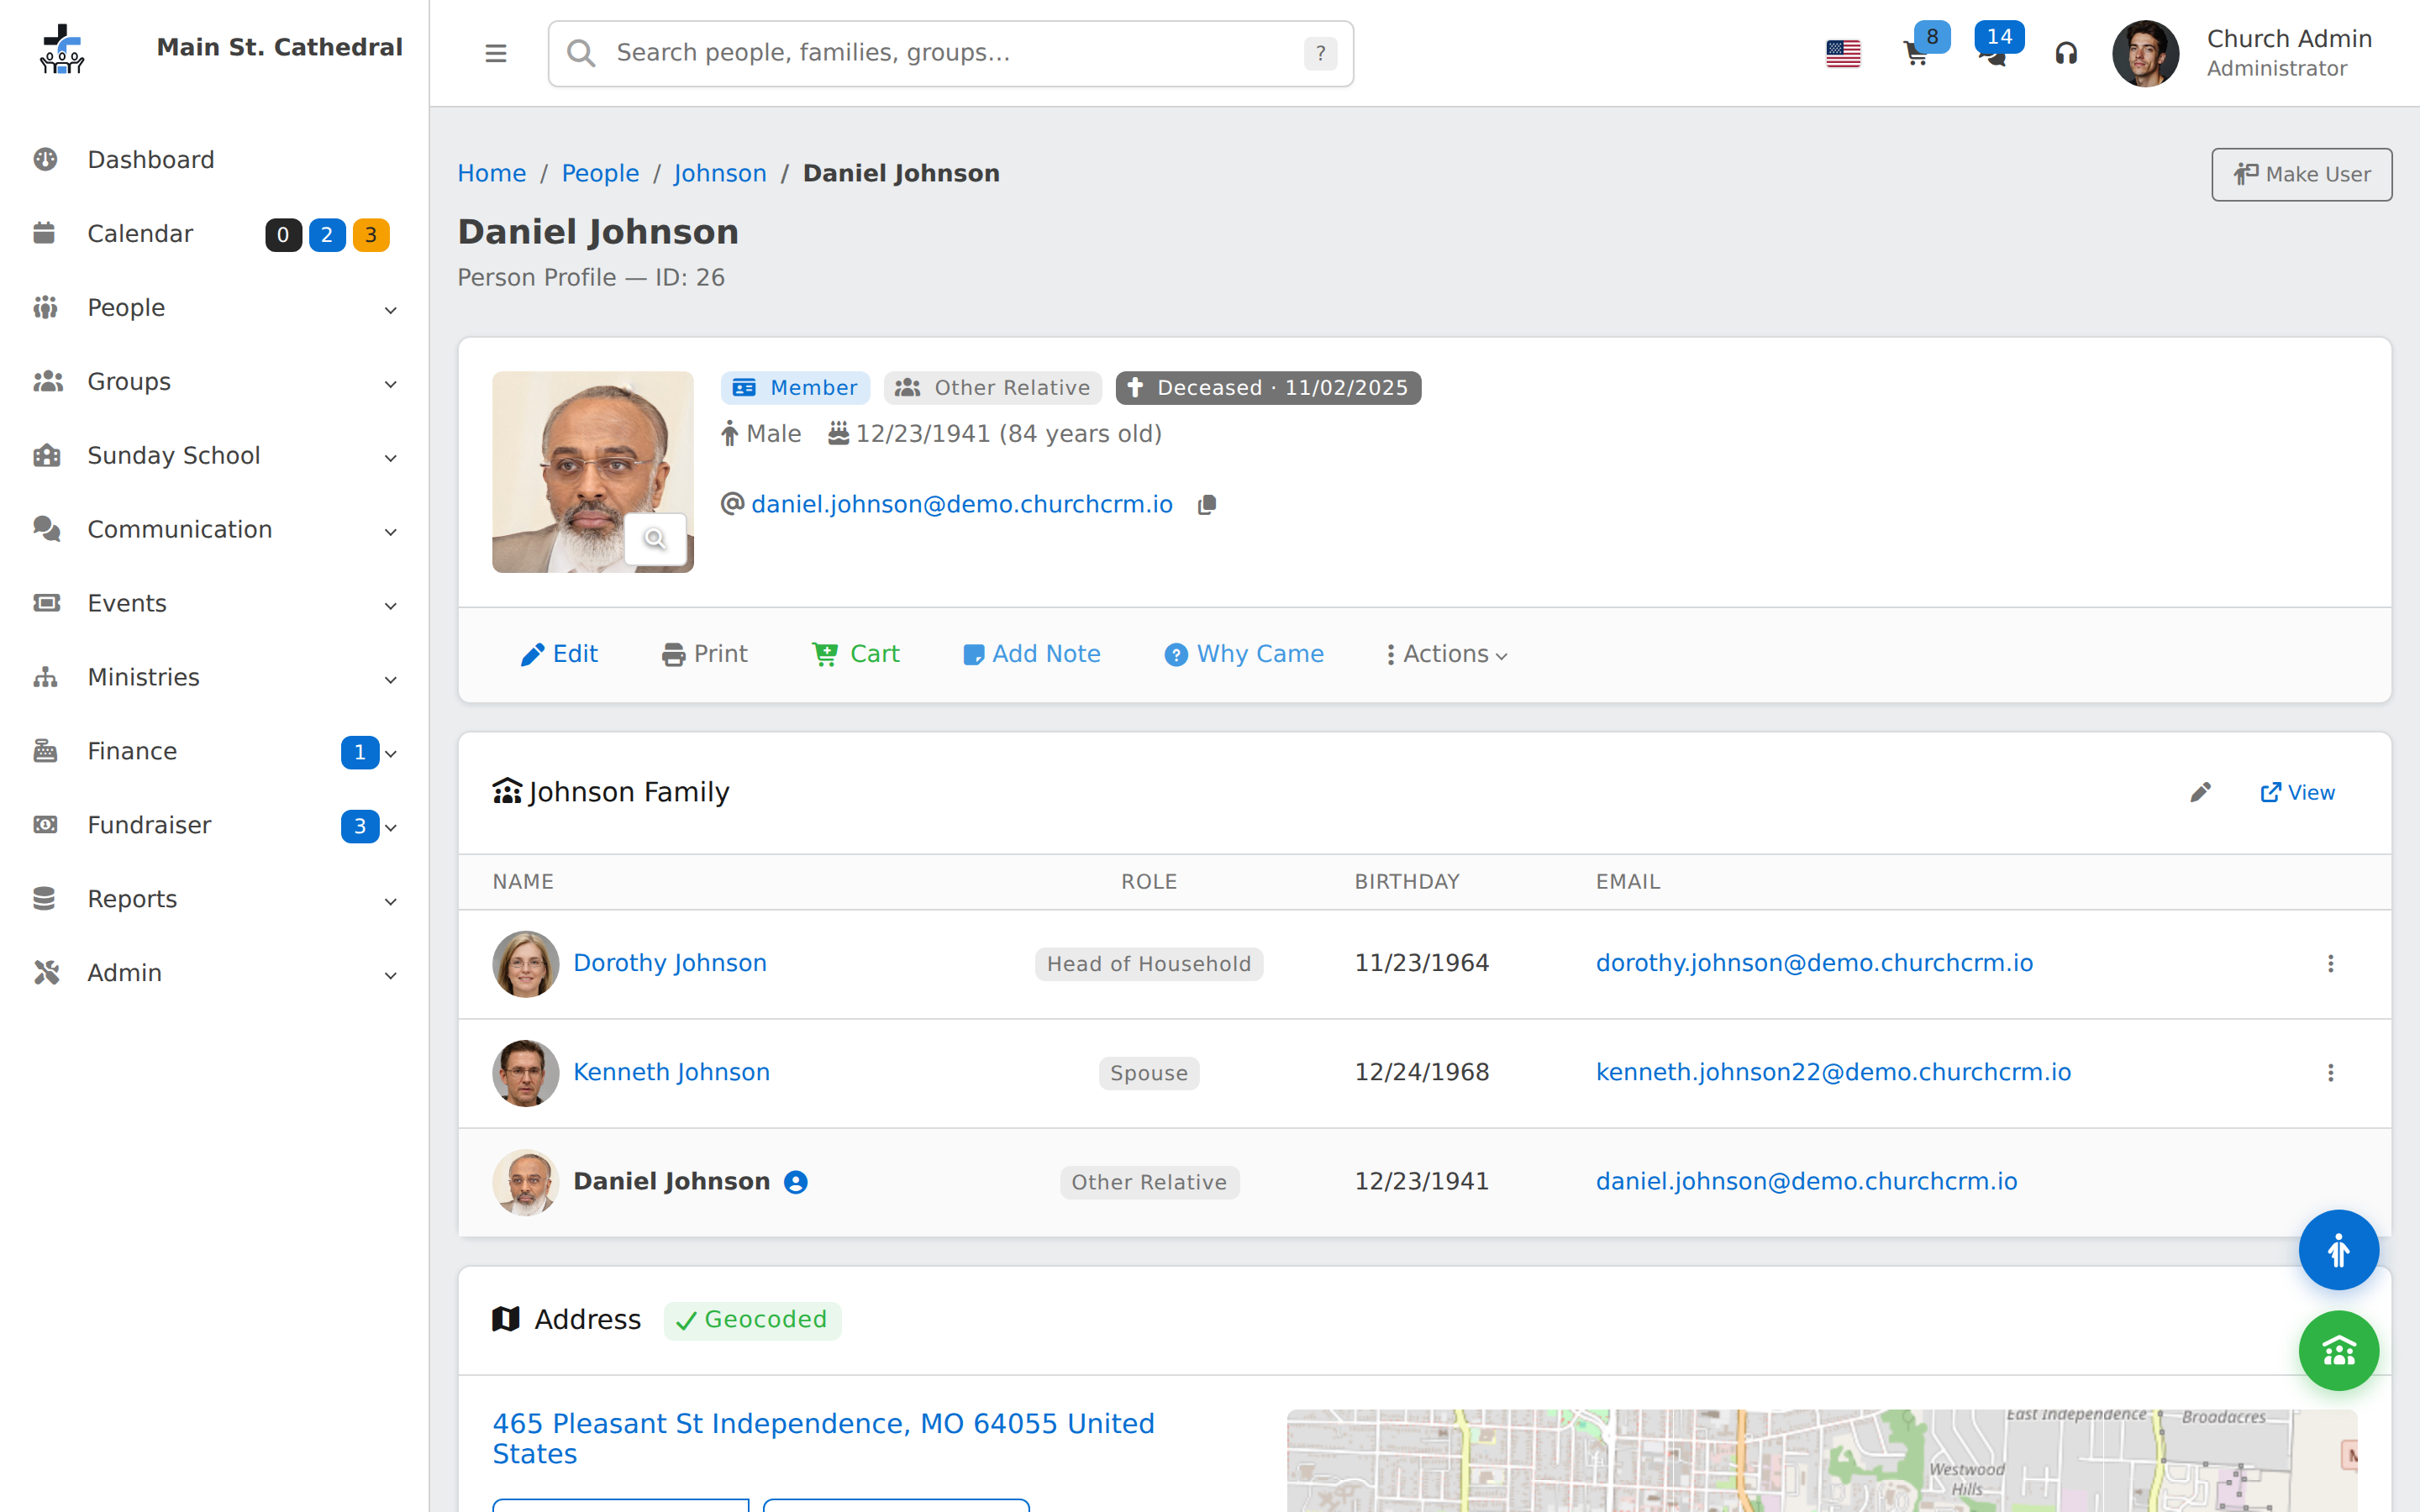 Main St. Cathedral
Search people, families, groups...
?
8
14
Church Admin
Administrator
Dashboard
Calendar 0 2 3
People
Groups
Sunday School
Communication
Events
Ministries
Finance 1
Fundraiser 3
Reports
Admin
Home / People / Johnson / Daniel Johnson
Make User
Daniel Johnson
Person Profile — ID: 26
Member Other Relative Deceased · 11/02/2025
Male 12/23/1941 (84 years old)
daniel.johnson@demo.churchcrm.io
Edit Print Cart Add Note Why Came Actions
Johnson Family
View
NAME ROLE BIRTHDAY EMAIL
Dorothy Johnson Head of Household 11/23/1964 dorothy.johnson@demo.churchcrm.io
Kenneth Johnson Spouse 12/24/1968 kenneth.johnson22@demo.churchcrm.io
Daniel Johnson Other Relative 12/23/1941 daniel.johnson@demo.churchcrm.io
Address Geocoded
465 Pleasant St Independence, MO 64055 United
States
East Independence
Broadacres
Westwood
Hills